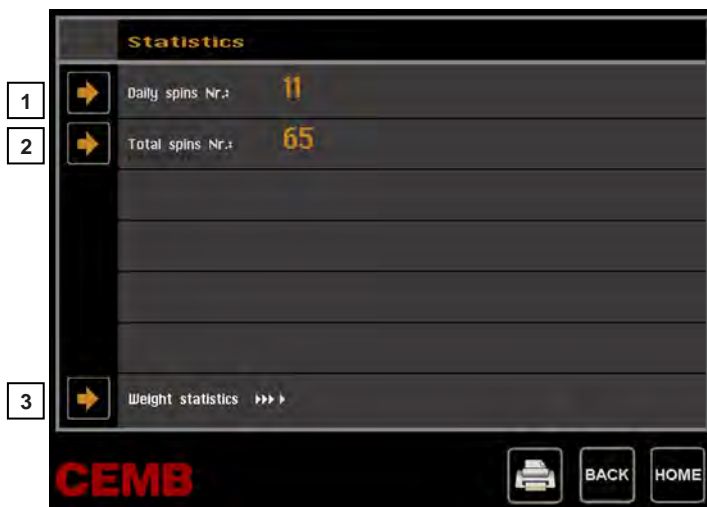 Statistics
1 Daily spins Nr.: 11
2 Total spins Nr.: 65
3 Weight statistics
CEMB BACK HOME